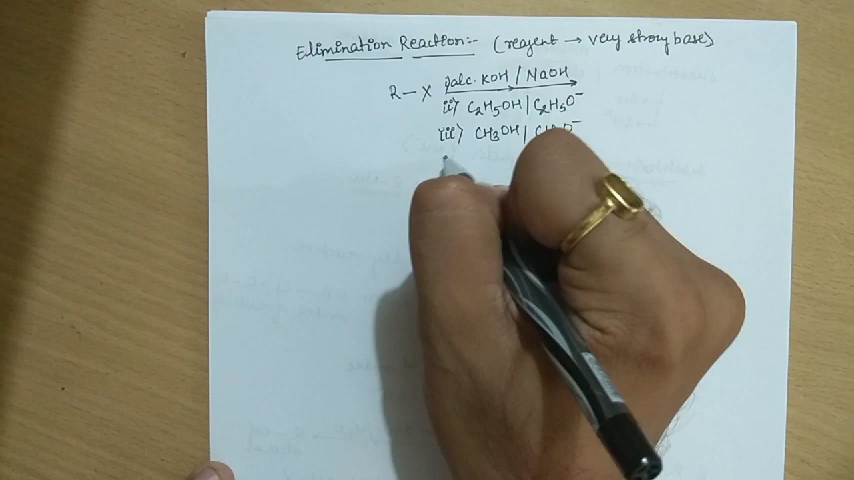 Elimination Reaction:- (reagent → very strong base)
R-X i) alc. KOH / NaOH
ii) C2H5OH / C2H5O⁻
iii) CH3OH /